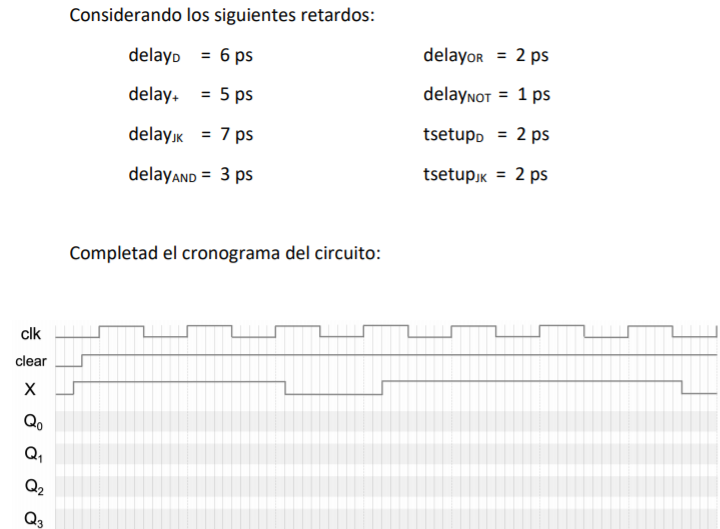 Considerando los siguientes retardos:
delayD = 6 ps delayOR = 2 ps
delay+ = 5 ps delayNOT = 1 ps
delayJK = 7 ps tsetupD = 2 ps
delayAND = 3 ps tsetupJK = 2 ps
Completad el cronograma del circuito:
clk
clear
X
Q0
Q1
Q2
Q3